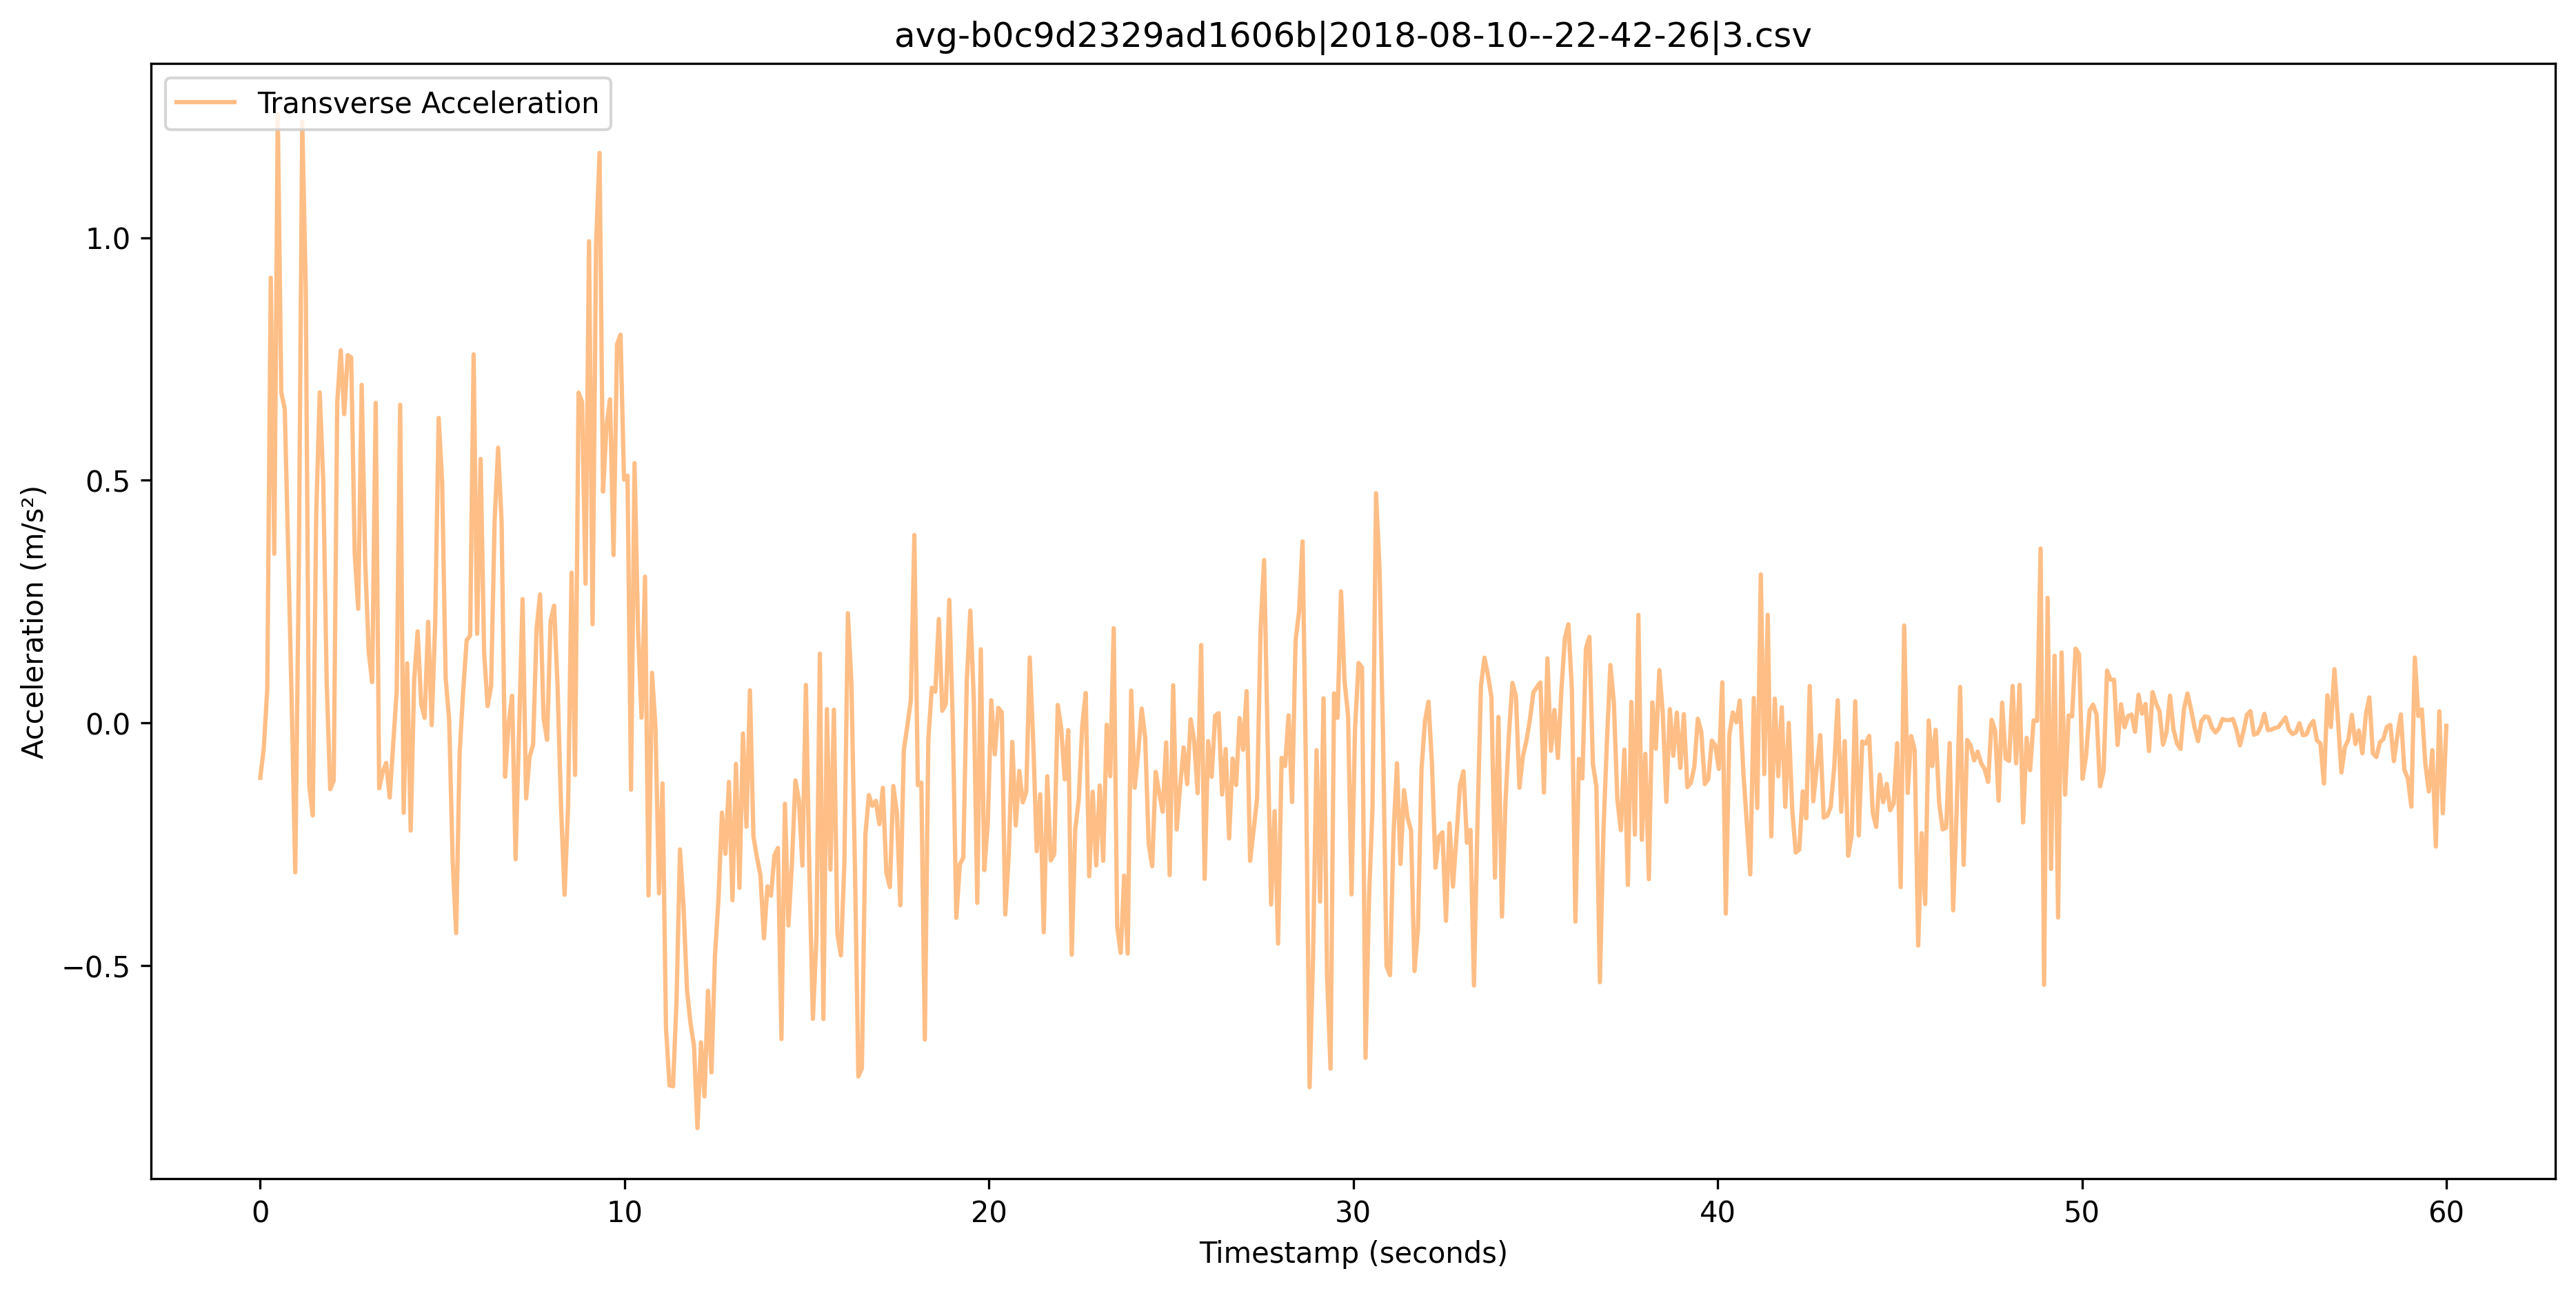 avg-b0c9d2329ad1606b|2018-08-10--22-42-26|3.csv
Transverse Acceleration
1.0
0.5
0.0
−0.5
Acceleration (m/s²)
0 10 20 30 40 50 60
Timestamp (seconds)